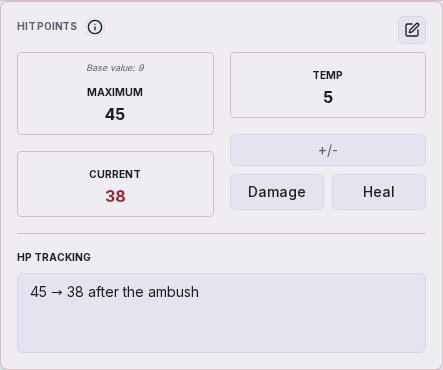 HITPOINTS
Base value: 9
MAXIMUM
45
TEMP
5
+/-
CURRENT
38
Damage
Heal
HP TRACKING
45 → 38 after the ambush